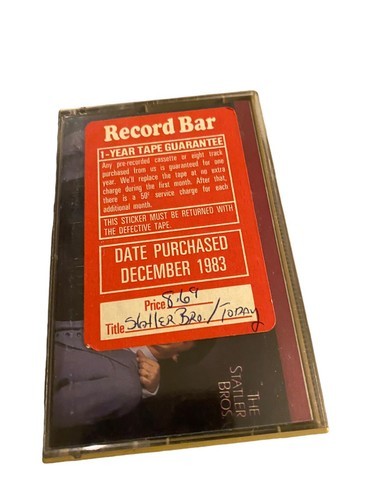 Record Bar
1-YEAR TAPE GUARANTEE
Any pre-recorded cassette or eight track
purchased from us is guaranteed for one
year. We'll replace the tape at no extra
charge during the first month. After that,
there is a 50¢ service charge for each
additional month.
THIS STICKER MUST BE RETURNED WITH
THE DEFECTIVE TAPE.
DATE PURCHASED
DECEMBER 1983
Price 8.69
Title Statler Bro./Today
THE
STATLER
BROS